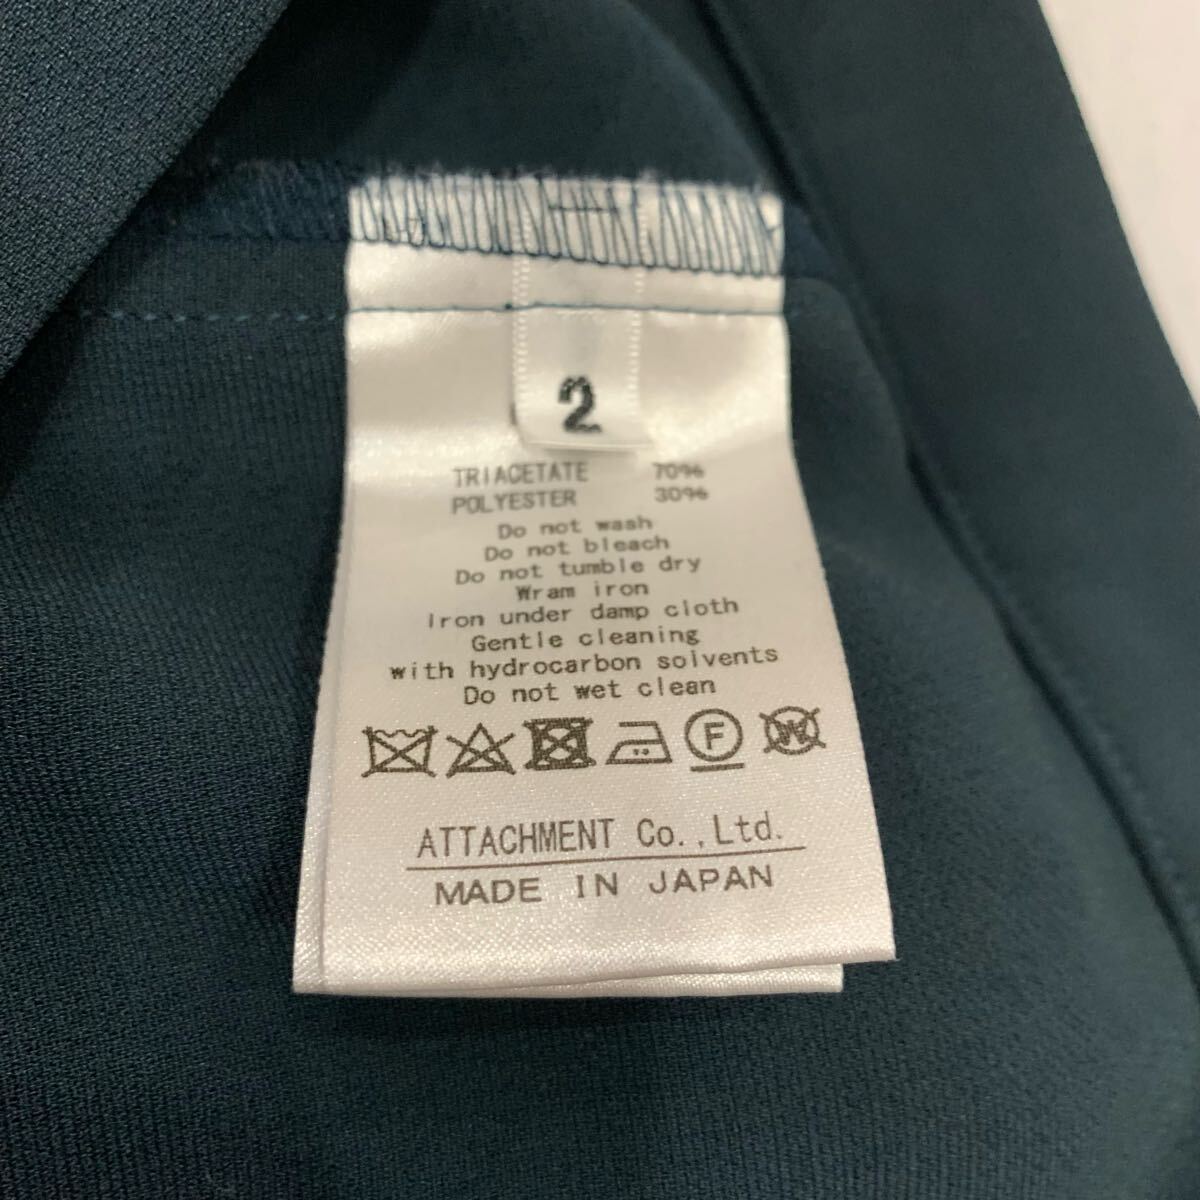 2
TRIACETATE 70%
POLYESTER 30%
Do not wash
Do not bleach
Do not tumble dry
Wram iron
Iron under damp cloth
Gentle cleaning
with hydrocarbon solvents
Do not wet clean
F W
ATTACHMENT Co.,Ltd.
MADE IN JAPAN